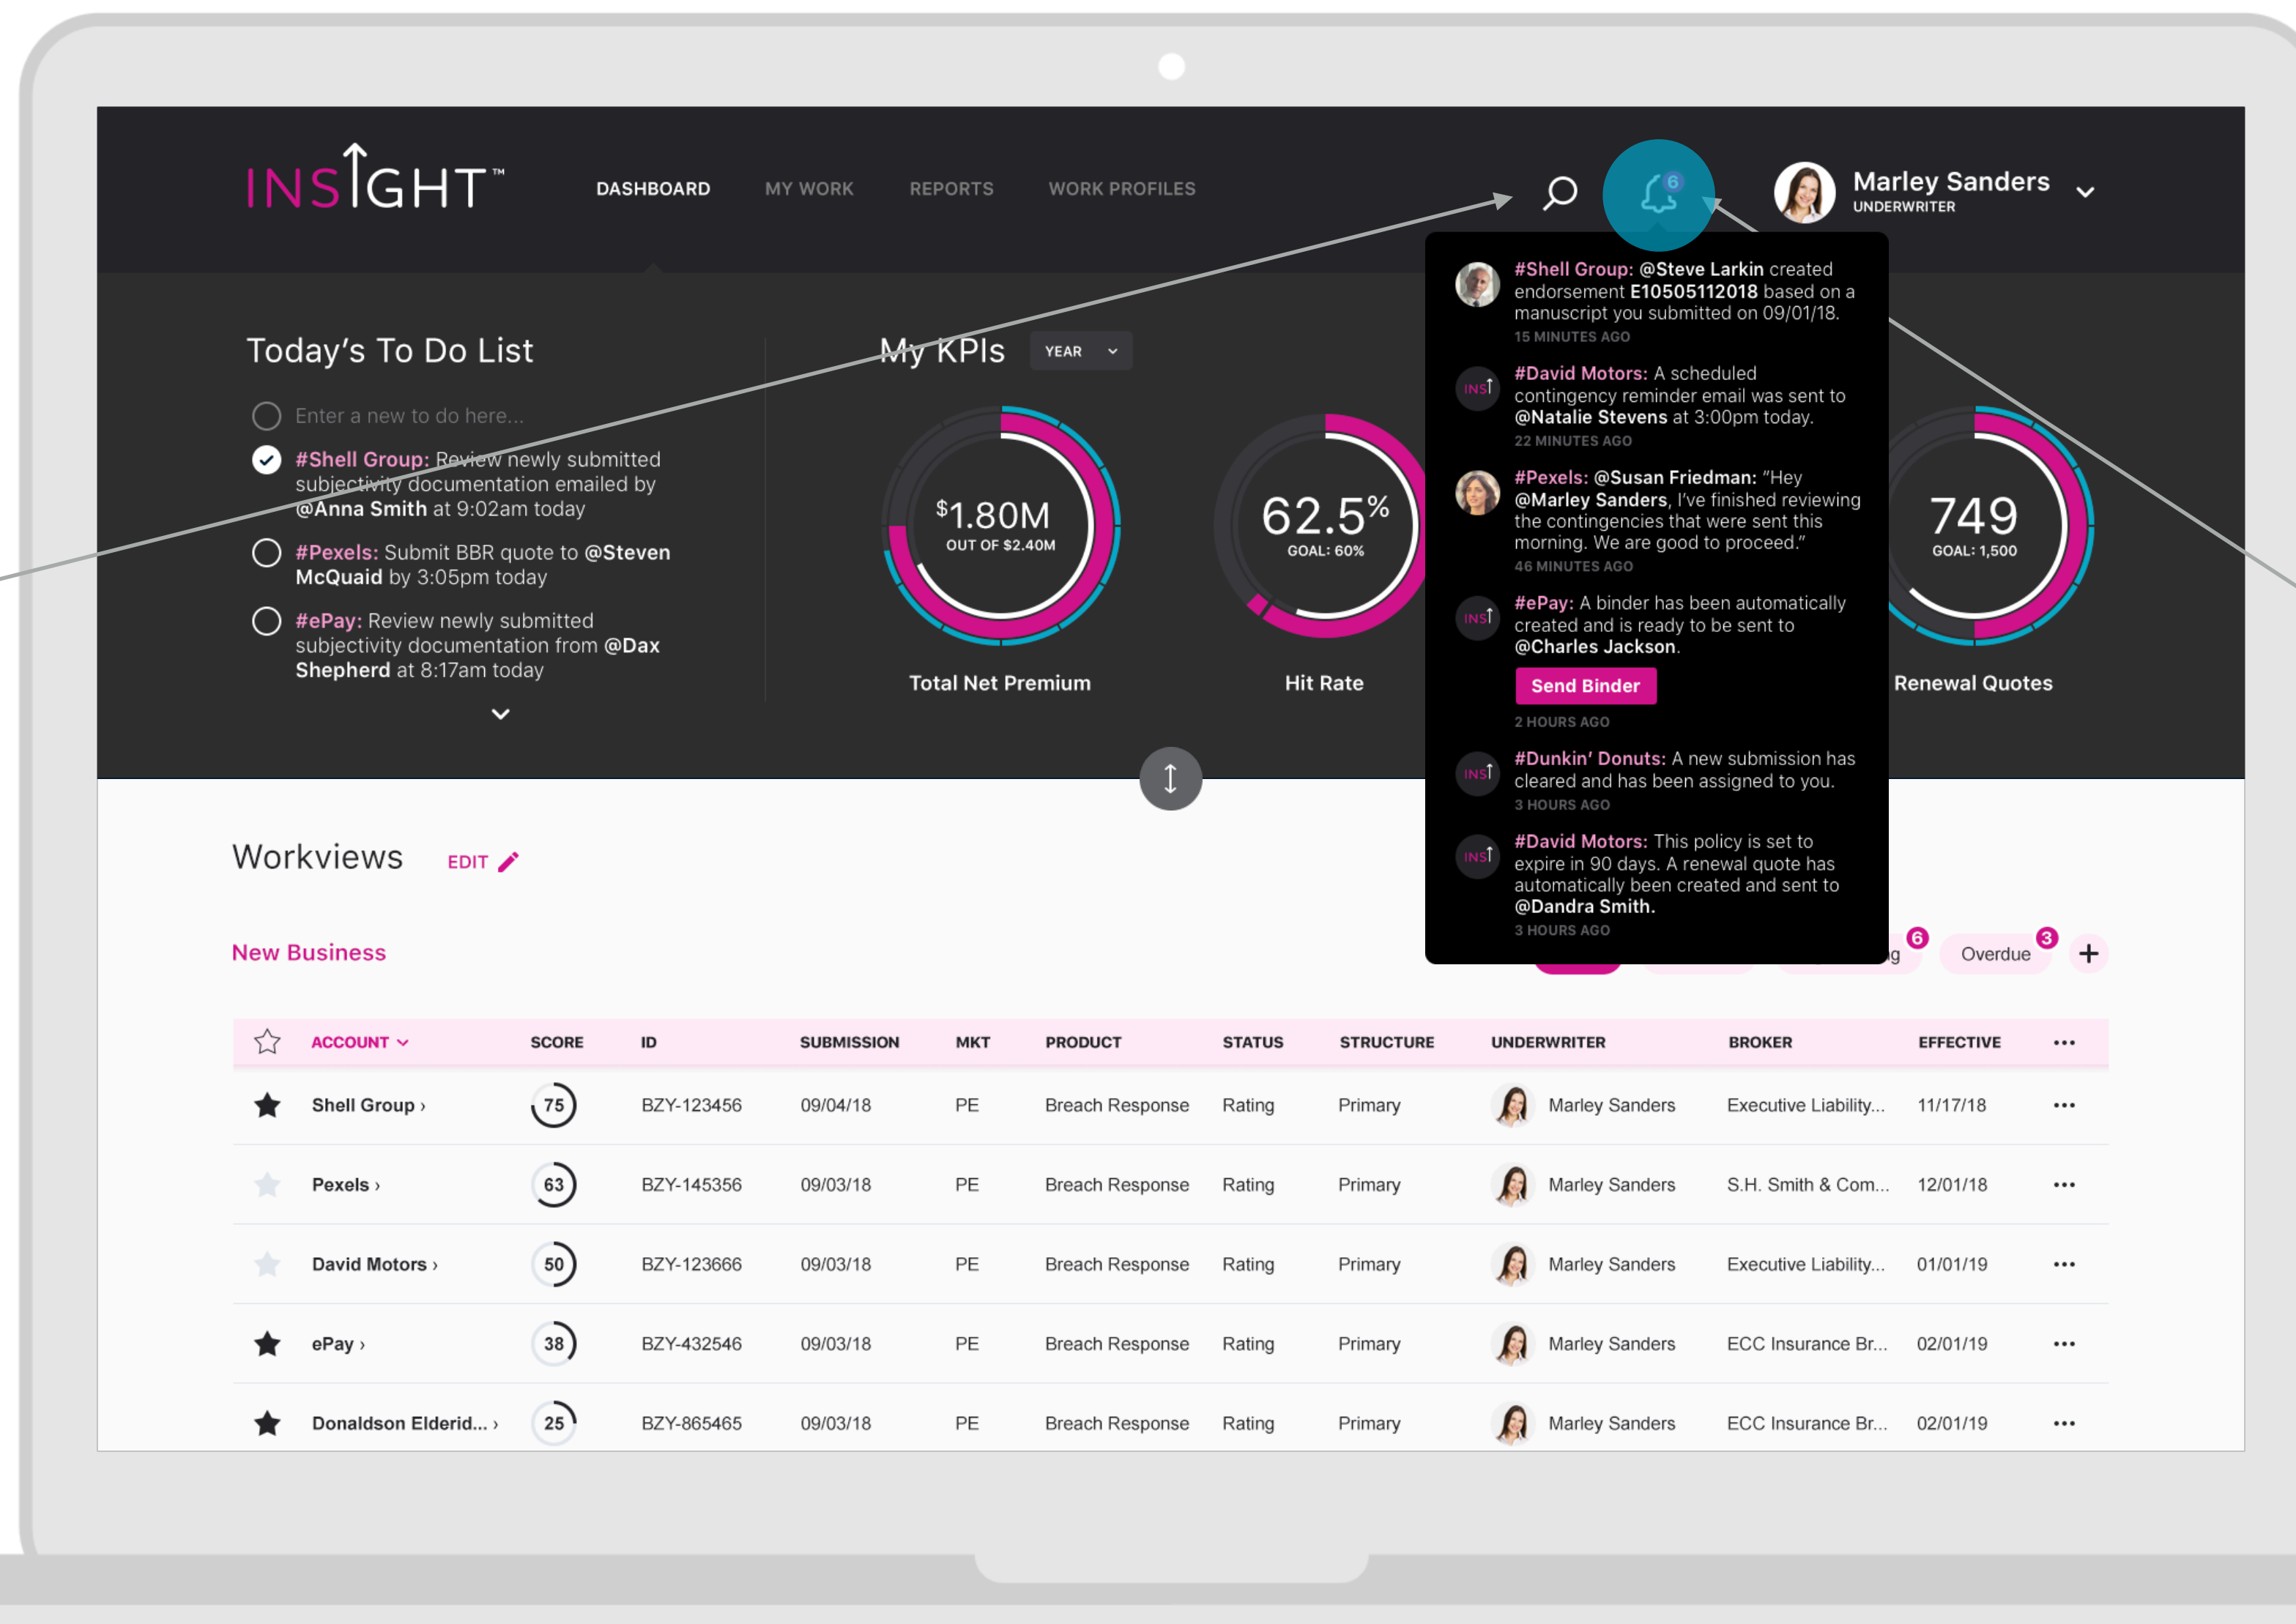 INSIGHT™
DASHBOARD
MY WORK
REPORTS
WORK PROFILES
6
Marley Sanders
UNDERWRITER
Today's To Do List
Enter a new to do here...
#Shell Group: Review newly submitted
subjectivity documentation emailed by
@Anna Smith at 9:02am today
#Pexels: Submit BBR quote to @Steven
McQuaid by 3:05pm today
#ePay: Review newly submitted
subjectivity documentation from @Dax
Shepherd at 8:17am today
My KPIs
YEAR
$1.80M
OUT OF $2.40M
Total Net Premium
62.5%
GOAL: 60%
Hit Rate
749
GOAL: 1,500
Renewal Quotes
#Shell Group: @Steve Larkin created
endorsement E10505112018 based on a
manuscript you submitted on 09/01/18.
15 MINUTES AGO
INS
#David Motors: A scheduled
contingency reminder email was sent to
@Natalie Stevens at 3:00pm today.
22 MINUTES AGO
#Pexels: @Susan Friedman: “Hey
@Marley Sanders, I've finished reviewing
the contingencies that were sent this
morning. We are good to proceed.”
46 MINUTES AGO
INS
#ePay: A binder has been automatically
created and is ready to be sent to
@Charles Jackson.
Send Binder
2 HOURS AGO
INS
#Dunkin' Donuts: A new submission has
cleared and has been assigned to you.
3 HOURS AGO
INS
#David Motors: This policy is set to
expire in 90 days. A renewal quote has
automatically been created and sent to
@Dandra Smith.
3 HOURS AGO
Workviews
EDIT
New Business
g
6
Overdue
3
+
ACCOUNT SCORE ID SUBMISSION MKT PRODUCT STATUS STRUCTURE UNDERWRITER BROKER EFFECTIVE •••
Shell Group › 75 BZY-123456 09/04/18 PE Breach Response Rating Primary Marley Sanders Executive Liability... 11/17/18 •••
Pexels › 63 BZY-145356 09/03/18 PE Breach Response Rating Primary Marley Sanders S.H. Smith & Com... 12/01/18 •••
David Motors › 50 BZY-123666 09/03/18 PE Breach Response Rating Primary Marley Sanders Executive Liability... 01/01/19 •••
ePay › 38 BZY-432546 09/03/18 PE Breach Response Rating Primary Marley Sanders ECC Insurance Br... 02/01/19 •••
Donaldson Elderid... › 25 BZY-865465 09/03/18 PE Breach Response Rating Primary Marley Sanders ECC Insurance Br... 02/01/19 •••